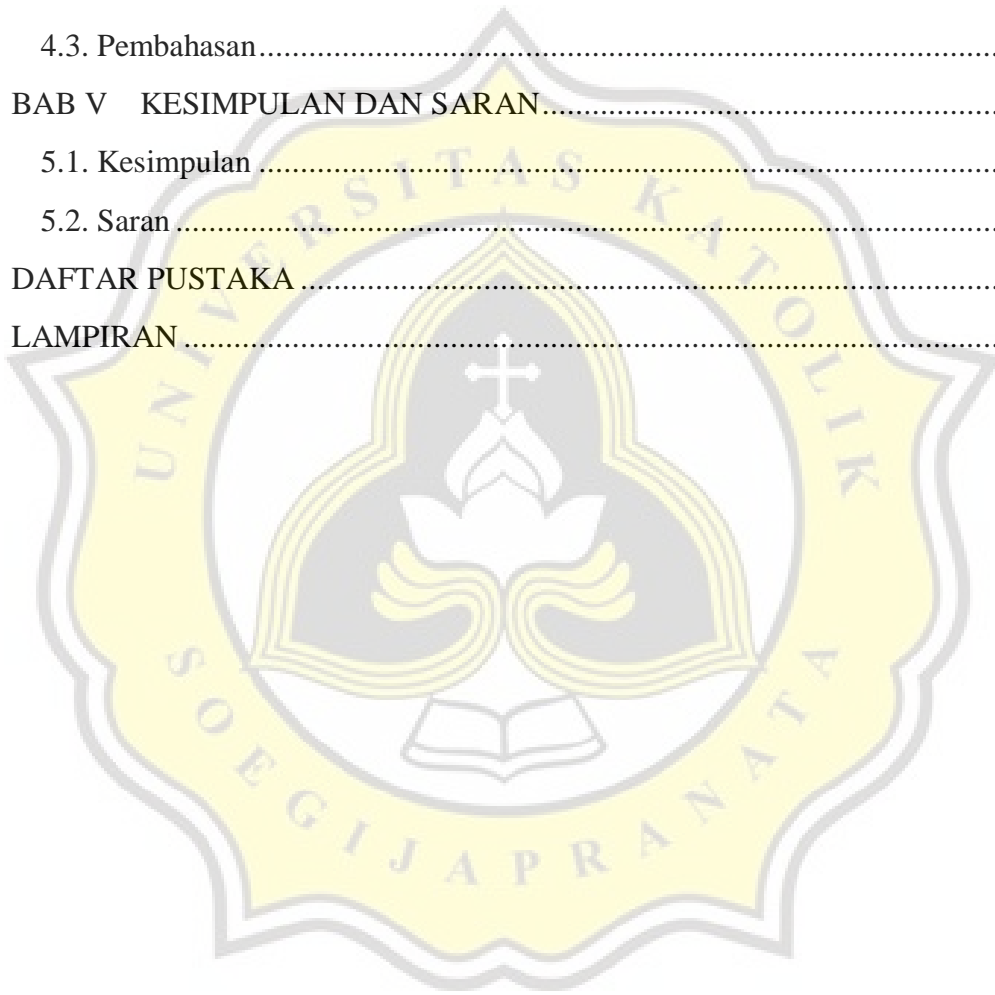 4.3. Pembahasan................................................................................
BAB V KESIMPULAN DAN SARAN................................................................
5.1. Kesimpulan................................................................................
5.2. Saran................................................................................
DAFTAR PUSTAKA................................................................................
LAMPIRAN................................................................................
UNIVERSITAS KATOLIK
SOEGIJAPRANATA